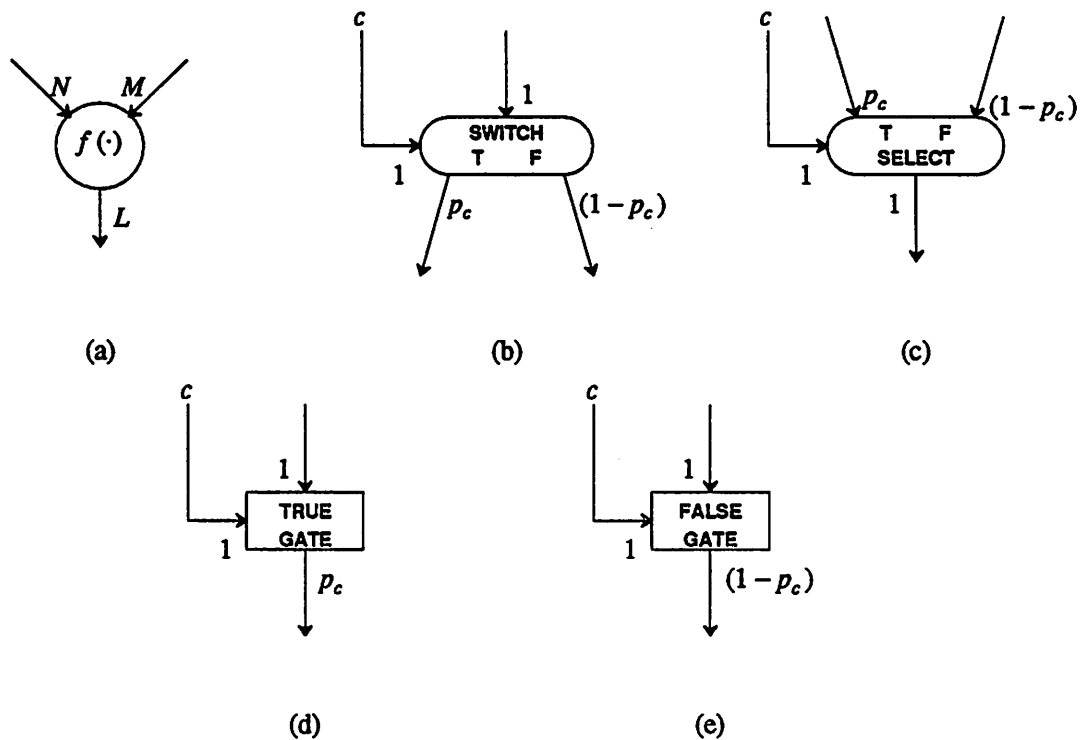 c
c
N
M
1
p_c
(1 − p_c)
f (·)
SWITCH
T F
T F
SELECT
1
1
L
p_c
(1 − p_c)
1
(a)
(b)
(c)
c
c
1
1
TRUE
GATE
FALSE
GATE
1
1
p_c
(1 − p_c)
(d)
(e)